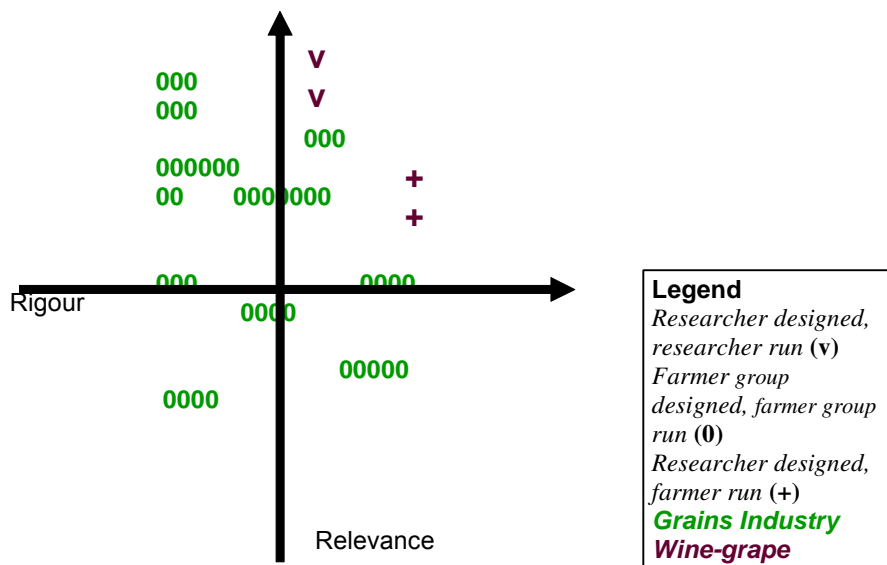 v
000
v
000
000
000000
+
00
0000000
+
000
0000
Rigour
0000
00000
0000
Relevance
Legend
Researcher designed,
researcher run (v)
Farmer group
designed, farmer group
run (0)
Researcher designed,
farmer run (+)
Grains Industry
Wine-grape